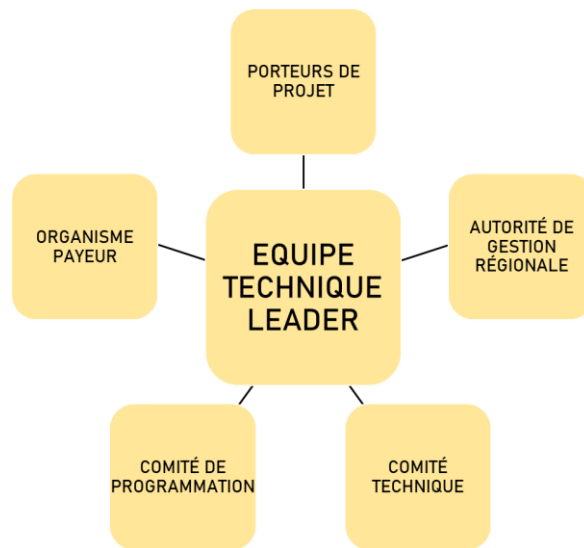 PORTEURS DE
PROJET
ORGANISME
PAYEUR
EQUIPE
TECHNIQUE
LEADER
AUTORITÉ DE
GESTION
RÉGIONALE
COMITÉ DE
PROGRAMMATION
COMITÉ
TECHNIQUE